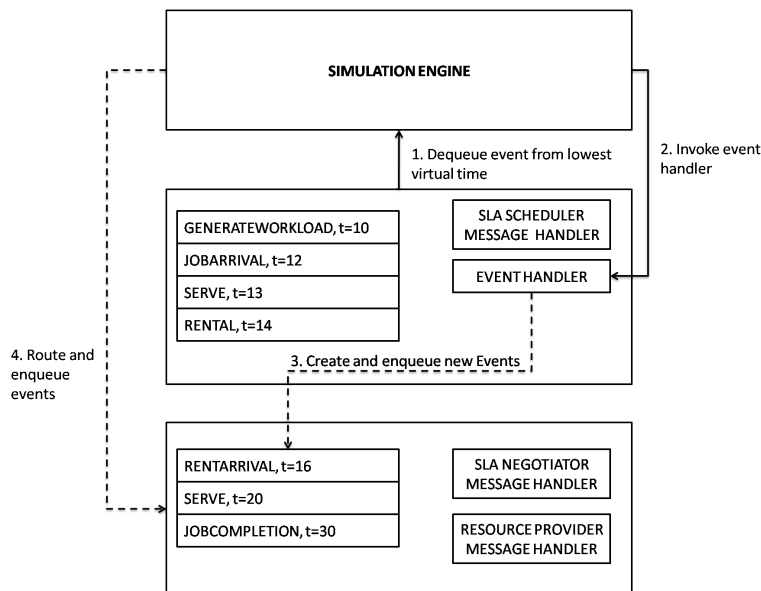 SIMULATION ENGINE
1. Dequeue event from lowest
virtual time
2. Invoke event
handler
GENERATEWORKLOAD, t=10
JOBARRIVAL, t=12
SERVE, t=13
RENTAL, t=14
SLA SCHEDULER
MESSAGE HANDLER
EVENT HANDLER
3. Create and enqueue new Events
4. Route and
enqueue
events
RENTARRIVAL, t=16
SERVE, t=20
JOBCOMPLETION, t=30
SLA NEGOTIATOR
MESSAGE HANDLER
RESOURCE PROVIDER
MESSAGE HANDLER